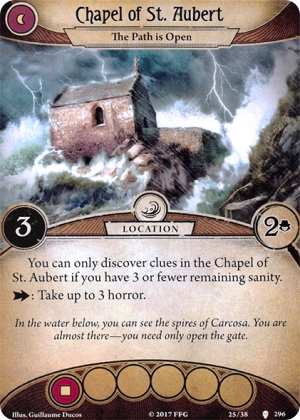 Chapel of St. Aubert
The Path is Open
3
LOCATION
2
You can only discover clues in the Chapel of
St. Aubert if you have 3 or fewer remaining sanity.
: Take up to 3 horror.
In the water below, you can see the spires of Carcosa. You are
almost there—you need only open the gate.
Illus. Guillaume Ducos
© 2017 FFG
25/38
296